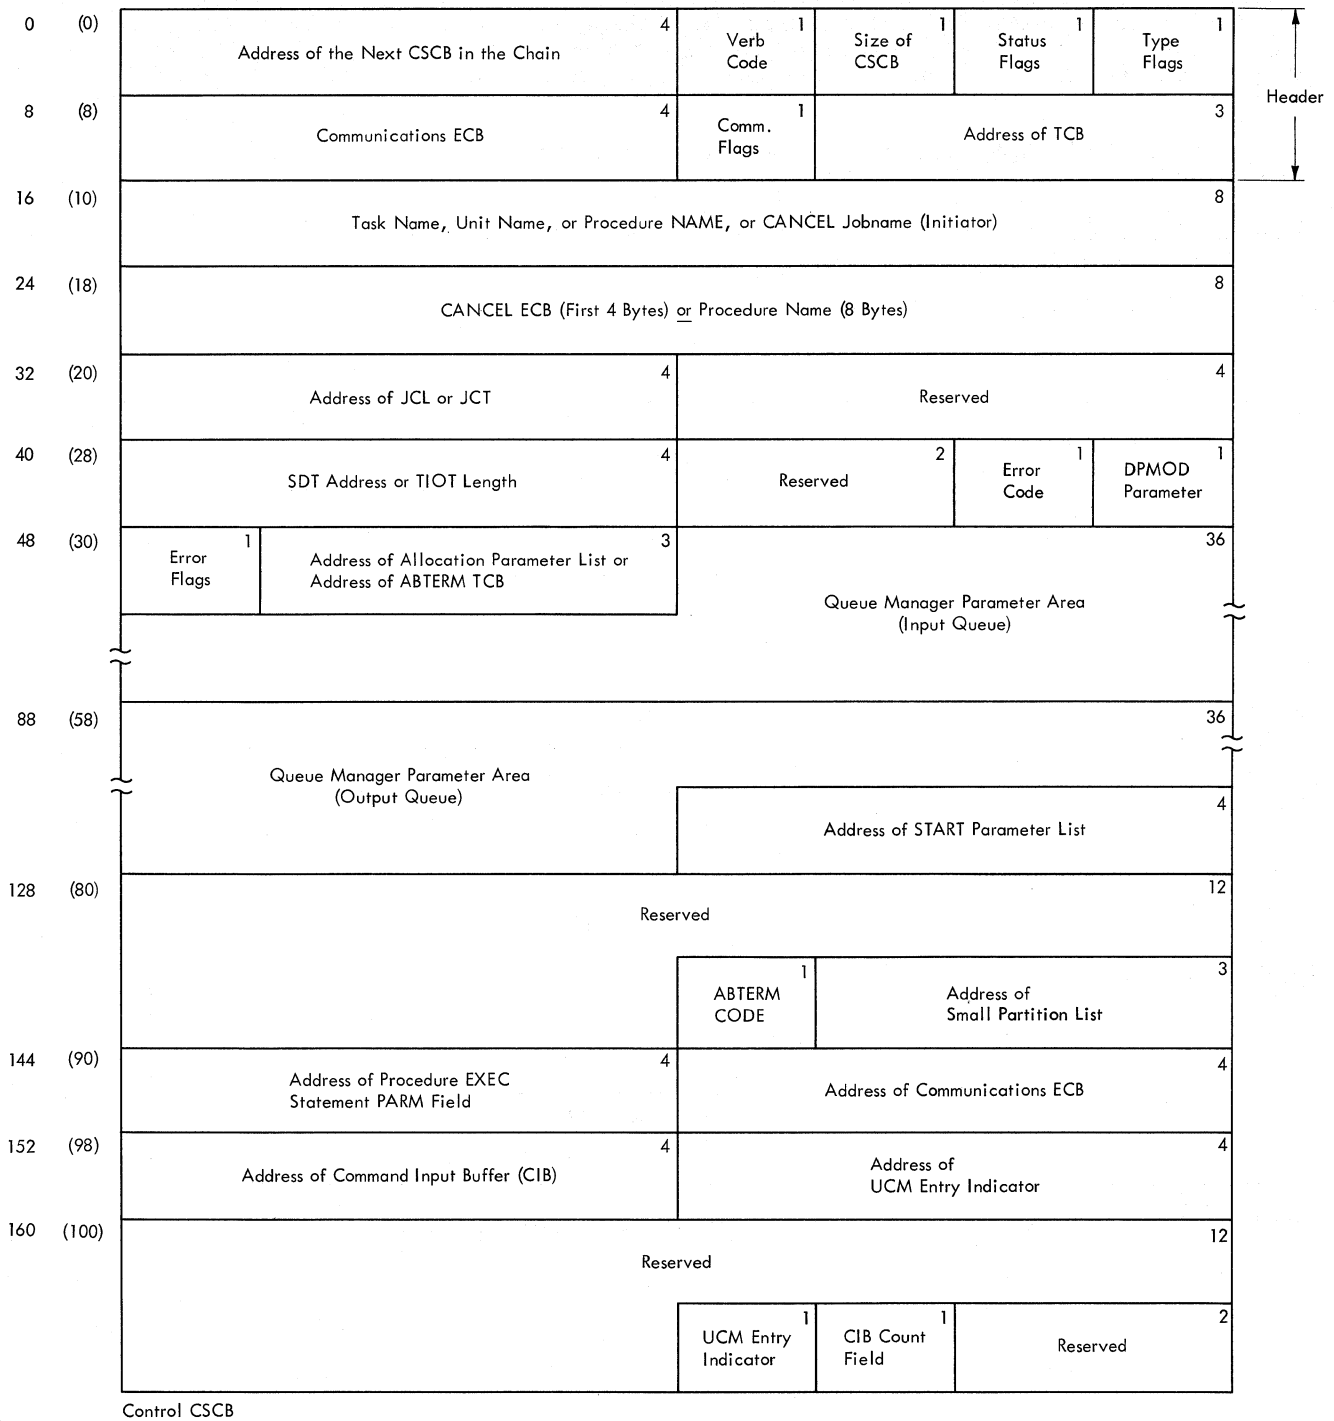 0 (0) 4 1 1 1 1
Address of the Next CSCB in the Chain
Verb
Code
Size of
CSCB
Status
Flags
Type
Flags
Header
8 (8) 4 1 3
Communications ECB
Comm.
Flags
Address of TCB
16 (10) 8
Task Name, Unit Name, or Procedure NAME, or CANCEL Jobname (Initiator)
24 (18) 8
CANCEL ECB (First 4 Bytes) or Procedure Name (8 Bytes)
32 (20) 4 4
Address of JCL or JCT
Reserved
40 (28) 4 2 1 1
SDT Address or TIOT Length
Reserved
Error
Code
DPMOD
Parameter
48 (30) 1 3 36
Error
Flags
Address of Allocation Parameter List or
Address of ABTERM TCB
Queue Manager Parameter Area
(Input Queue)
88 (58) 36
Queue Manager Parameter Area
(Output Queue)
4
Address of START Parameter List
128 (80) 12
Reserved
1 3
ABTERM
CODE
Address of
Small Partition List
144 (90) 4 4
Address of Procedure EXEC
Statement PARM Field
Address of Communications ECB
152 (98) 4 4
Address of Command Input Buffer (CIB)
Address of
UCM Entry Indicator
160 (100) 12
Reserved
1 1 2
UCM Entry
Indicator
CIB Count
Field
Reserved
Control CSCB